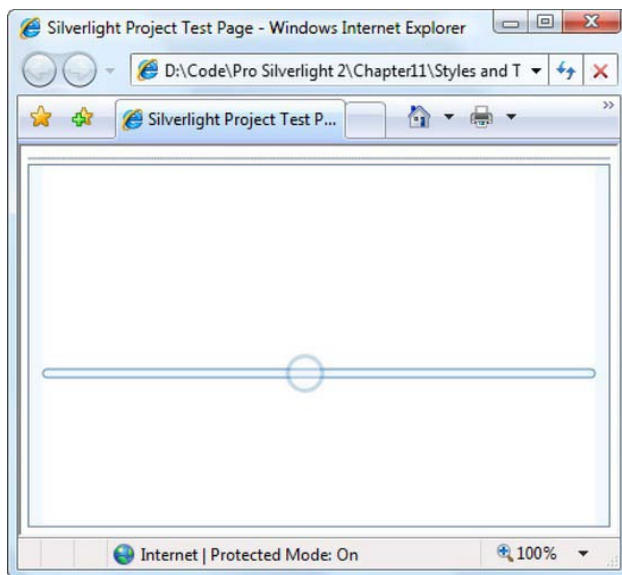 Silverlight Project Test Page - Windows Internet Explorer
D:\Code\Pro Silverlight 2\Chapter11\Styles and T
Silverlight Project Test P...
Internet | Protected Mode: On 100%